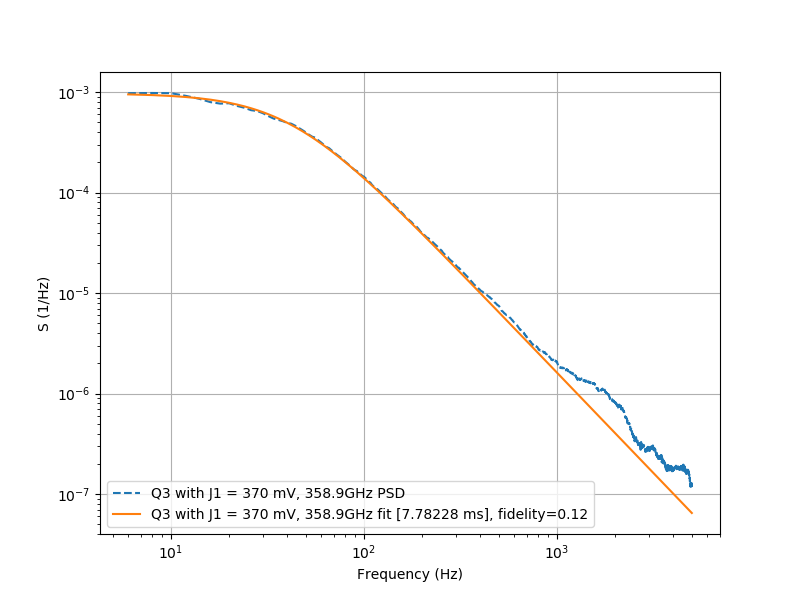 10⁻³
10⁻⁴
10⁻⁵
10⁻⁶
10⁻⁷
S (1/Hz)
Q3 with J1 = 370 mV, 358.9GHz PSD
Q3 with J1 = 370 mV, 358.9GHz fit [7.78228 ms], fidelity=0.12
10¹ 10² 10³
Frequency (Hz)